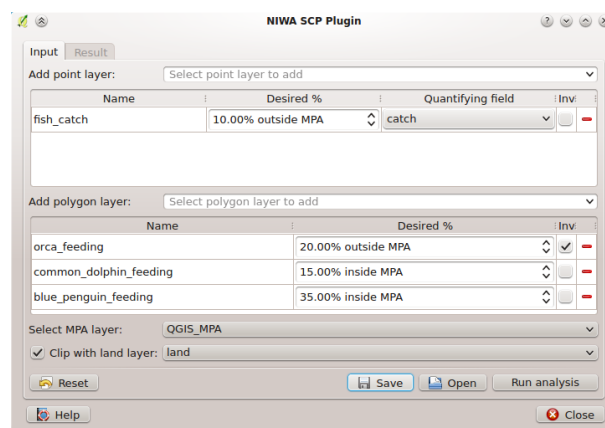 NIWA SCP Plugin
Input Result
Add point layer: Select point layer to add
Name Desired % Quantifying field Inv
fish_catch 10.00% outside MPA catch
Add polygon layer: Select polygon layer to add
Name Desired % Inv
orca_feeding 20.00% outside MPA
common_dolphin_feeding 15.00% inside MPA
blue_penguin_feeding 35.00% inside MPA
Select MPA layer: QGIS_MPA
Clip with land layer: land
Reset Save Open Run analysis
Help Close